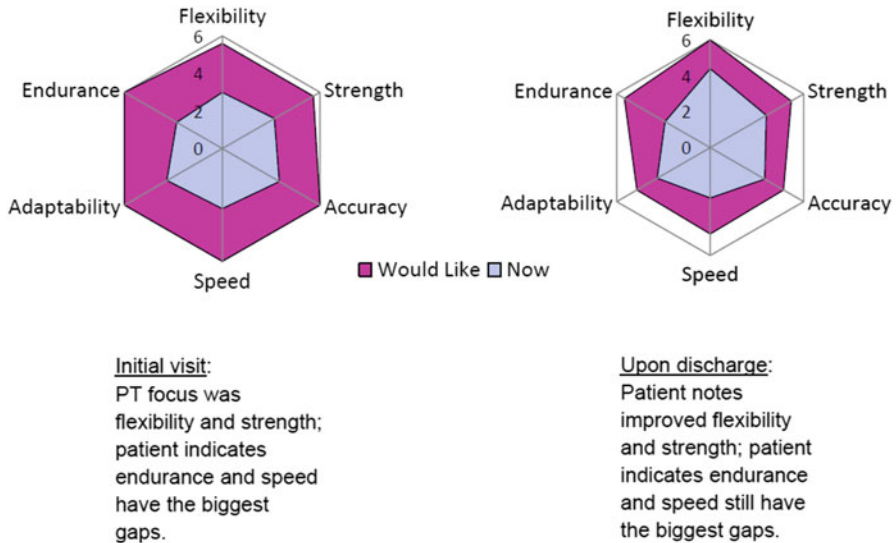 Flexibility
6
4
2
0
Endurance
Strength
Adaptability
Accuracy
Speed
Flexibility
6
4
2
0
Endurance
Strength
Adaptability
Accuracy
Speed
Would Like Now
Initial visit:
PT focus was
flexibility and strength;
patient indicates
endurance and speed
have the biggest
gaps.
Upon discharge:
Patient notes
improved flexibility
and strength; patient
indicates endurance
and speed still have
the biggest gaps.